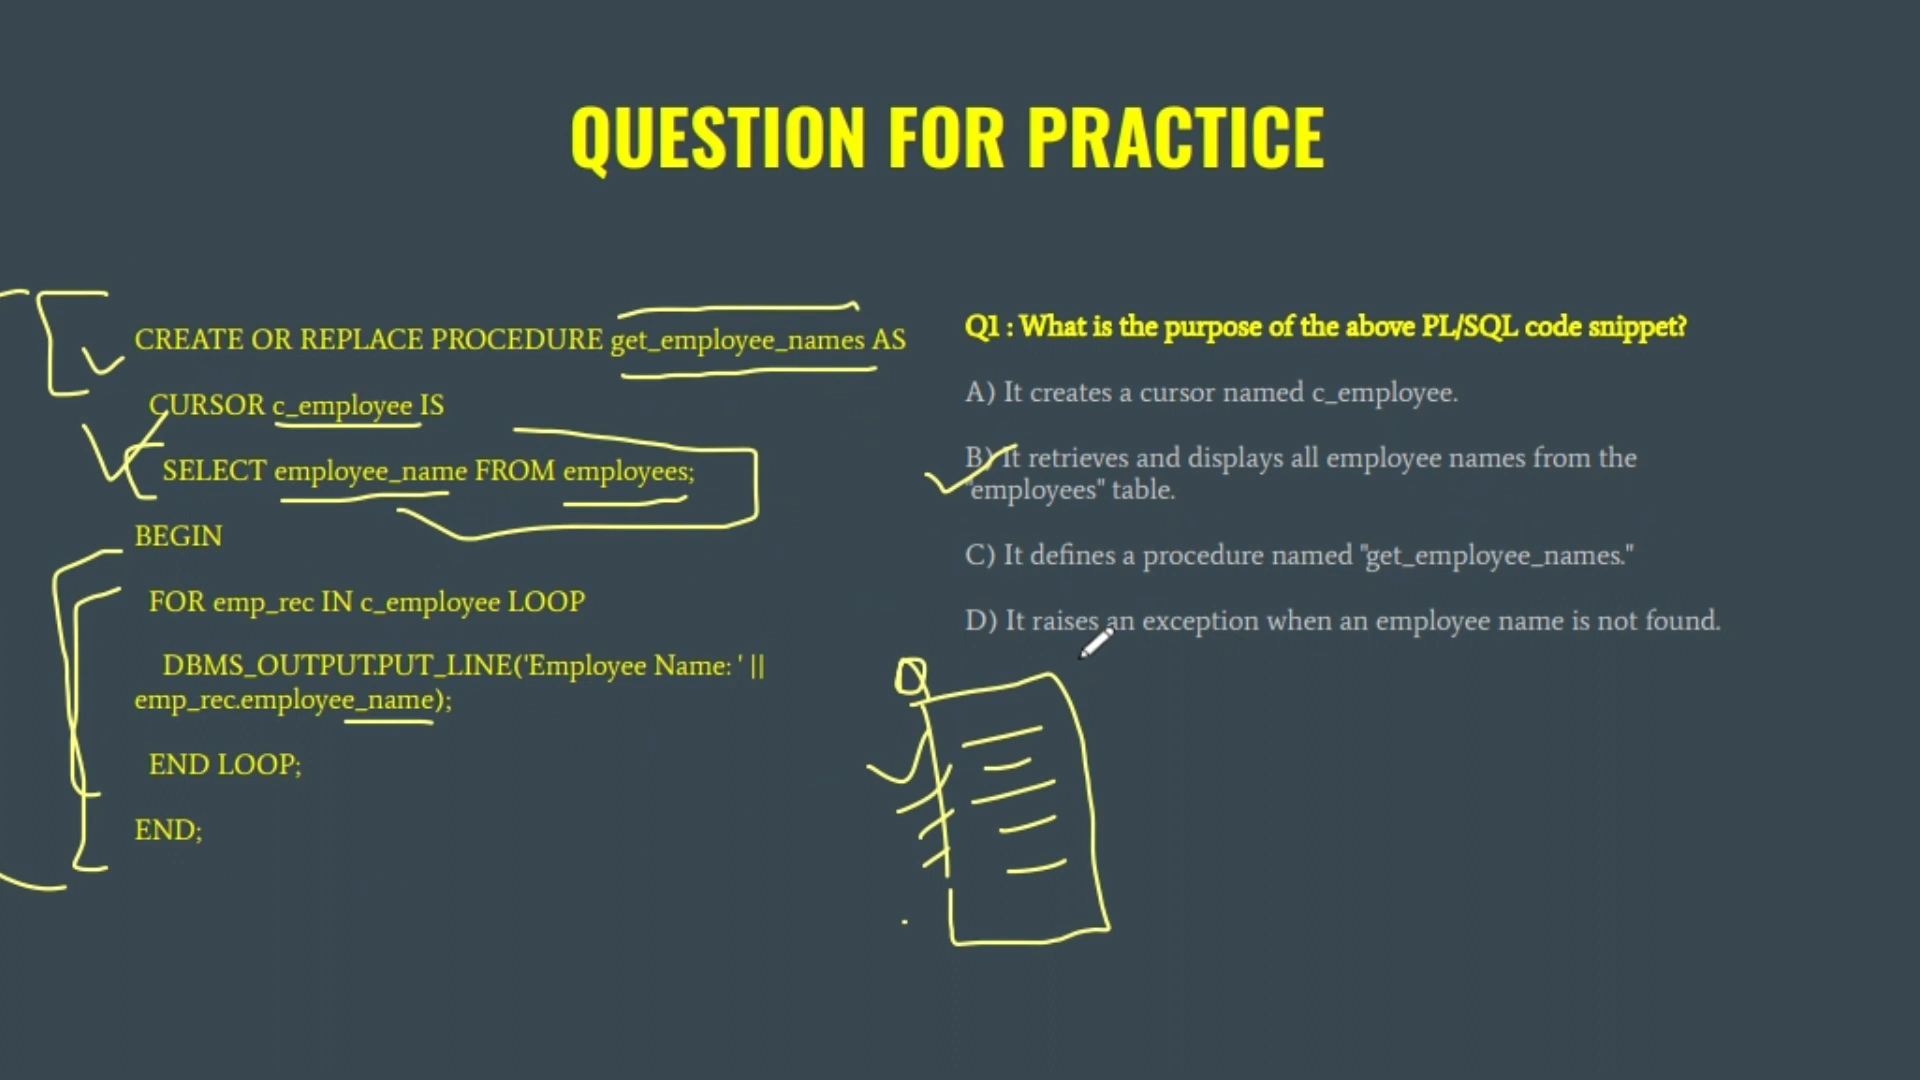 QUESTION FOR PRACTICE
CREATE OR REPLACE PROCEDURE get_employee_names AS
CURSOR c_employee IS
SELECT employee_name FROM employees;
BEGIN
FOR emp_rec IN c_employee LOOP
DBMS_OUTPUT.PUT_LINE('Employee Name: ' ||
emp_rec.employee_name);
END LOOP;
END;
Q1 : What is the purpose of the above PL/SQL code snippet?
A) It creates a cursor named c_employee.
B) It retrieves and displays all employee names from the
"employees" table.
C) It defines a procedure named "get_employee_names."
D) It raises an exception when an employee name is not found.